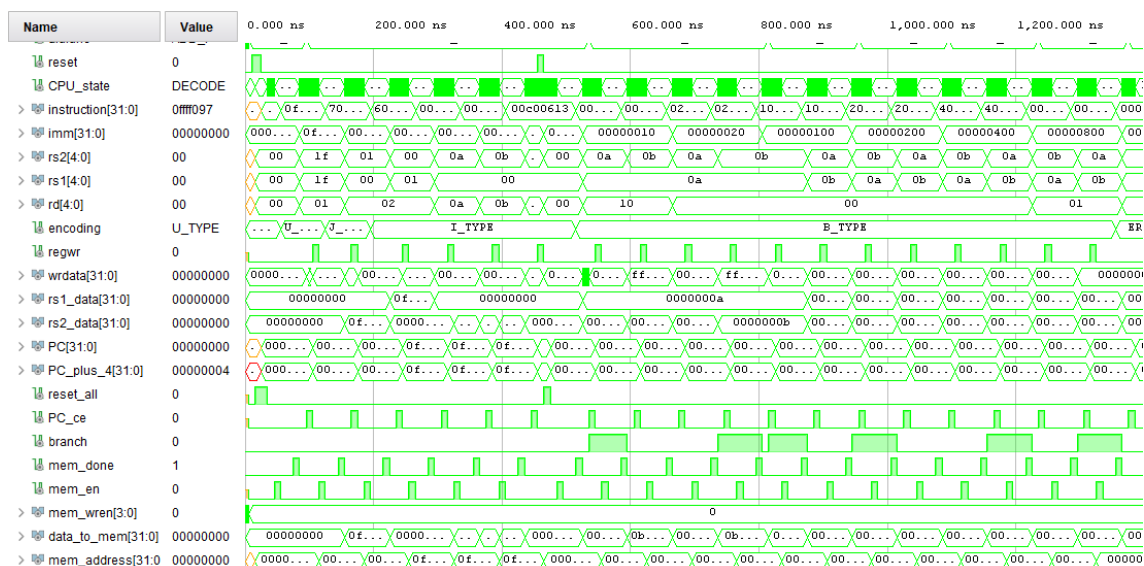 Name Value 0.000 ns 200.000 ns 400.000 ns 600.000 ns 800.000 ns 1,000.000 ns 1,200.000 ns
reset 0
CPU_state DECODE
instruction[31:0] 0ffff097 0f... 70... 60... 00... 00... 00c00613 00... 00... 02... 02... 10... 10... 20... 20... 40... 40... 00... 00... 000
imm[31:0] 00000000 000... 0f... 00... 00... 00... 00... . 0... 00000010 00000020 00000100 00000200 00000400 00000800 00
rs2[4:0] 00 00 1f 01 00 0a 0b . 00 0a 0b 0a 0b 0a 0b 0a 0b 0a 0b 0a
rs1[4:0] 00 00 1f 00 01 00 0a 0b 0a 0b 0a 0b 0a 0b
rd[4:0] 00 00 01 02 0a 0b . 00 10 00 01
encoding U_TYPE ... U_... J_... I_TYPE B_TYPE ER
regwr 0
wrdata[31:0] 00000000 0000... ... ... 00... 00... 00... .. 0... 0... ff... 00... ff... 0... 00... 00... 00... 00... 00... 000000
rs1_data[31:0] 00000000 00000000 0f... 00000000 0000000a 00... 00... 00... 00... 00... 00... 00
rs2_data[31:0] 00000000 00000000 0f... 0000... .. .. .. 000... 00... 00... 00... 0000000b 00... 00... 00... 00... 00... 00... 00
PC[31:0] 00000000 . 000... 00... 00... 0f... 0f... 0f... 00... 00... 00... 00... 00... 00... 00... 00... 00... 00... 00... 00...
PC_plus_4[31:0] 00000004 000... 00... 00... 0f... 0f... 0f... 00... 00... 00... 00... 00... 00... 00... 00... 00... 00... 00... 00...
reset_all 0
PC_ce 0
branch 0
mem_done 1
mem_en 0
mem_wren[3:0] 0 0
data_to_mem[31:0] 00000000 00000000 0f... 0000... .. .. .. 000... 00... 0b... 00... 0b... 0... 00... 00... 00... 00... 00... 00... 00
mem_address[31:0 00000000 0000... 00... 00... 0f... 0f... 0f... 000... 00... 00... 00... 00... 00... 00... 00... 00... 00... 00... 00000